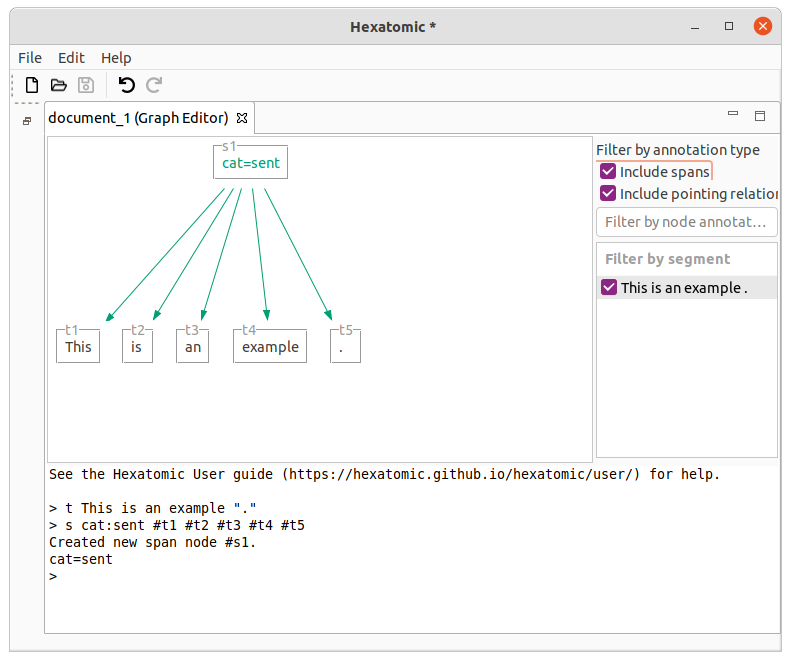 Hexatomic *
File Edit Help
document_1 (Graph Editor)
s1
cat=sent
t1 t2 t3 t4 t5
This is an example .
Filter by annotation type
Include spans
Include pointing relation
Filter by node annotat...
Filter by segment
This is an example .
See the Hexatomic User guide (https://hexatomic.github.io/hexatomic/user/) for help.
> t This is an example "."
> s cat:sent #t1 #t2 #t3 #t4 #t5
Created new span node #s1.
cat=sent
>